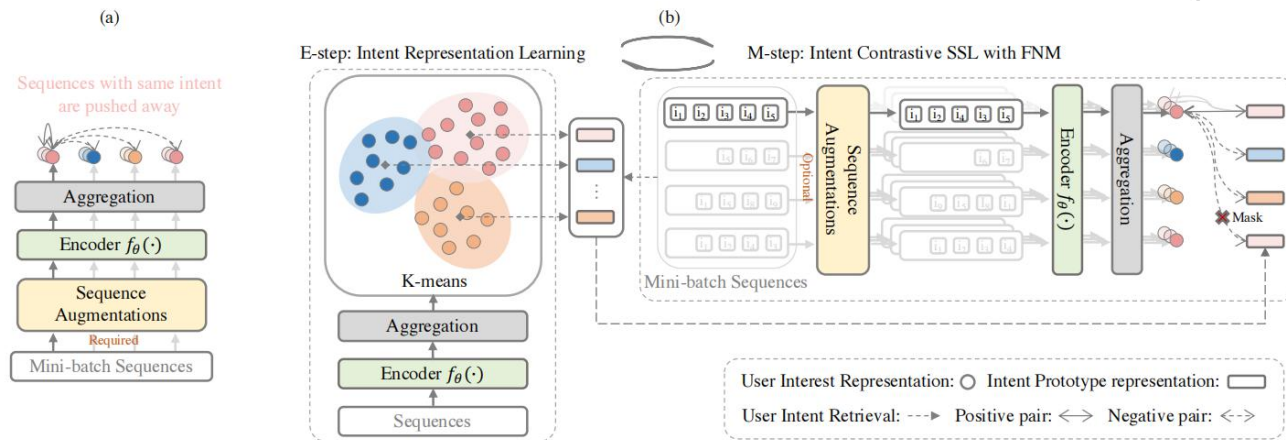 (a)
(b)
E-step: Intent Representation Learning
M-step: Intent Contrastive SSL with FNM
Sequences with same intent
are pushed away
Aggregation
Encoder f_θ(·)
Sequence
Augmentations
Required
Mini-batch Sequences
K-means
Aggregation
Encoder f_θ(·)
Sequences
i₁ i₂ i₃ i₄ i₅
Optional
Mini-batch Sequences
Sequence
Augmentations
i₁ i₂ i₃ i₄ i₅
Encoder f_θ(·)
Aggregation
Mask
User Interest Representation:
Intent Prototype representation:
User Intent Retrieval:
Positive pair:
Negative pair: